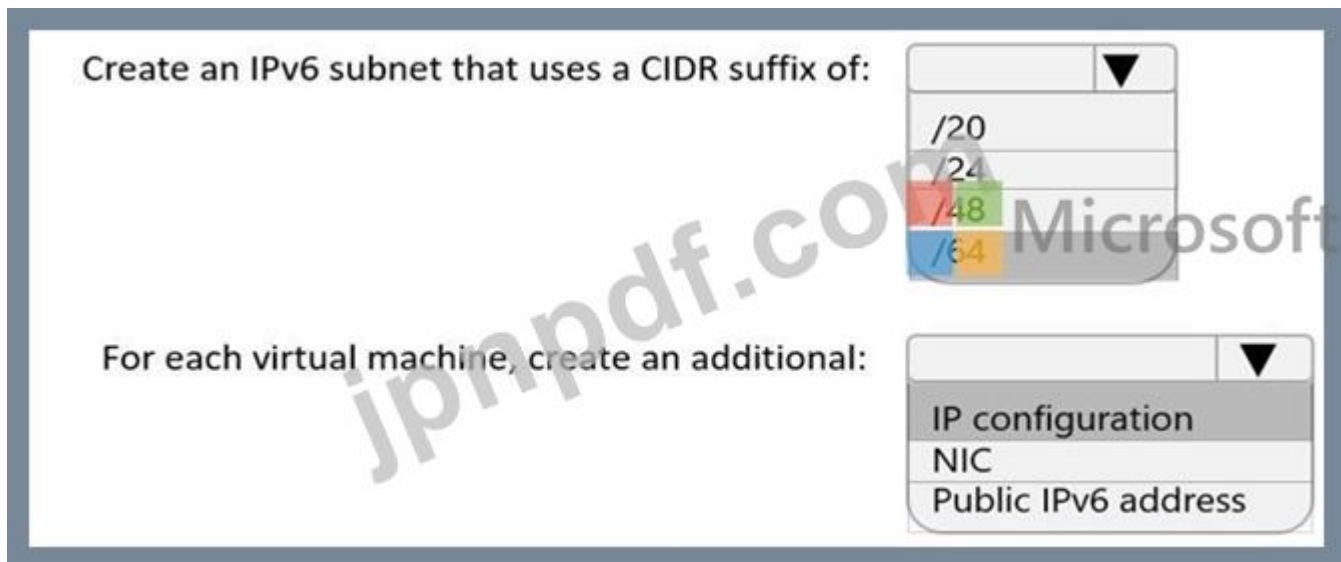 Create an IPv6 subnet that uses a CIDR suffix of:
/20
/24
/48
/64
Microsoft
jpnpdf.com
For each virtual machine, create an additional:
IP configuration
NIC
Public IPv6 address